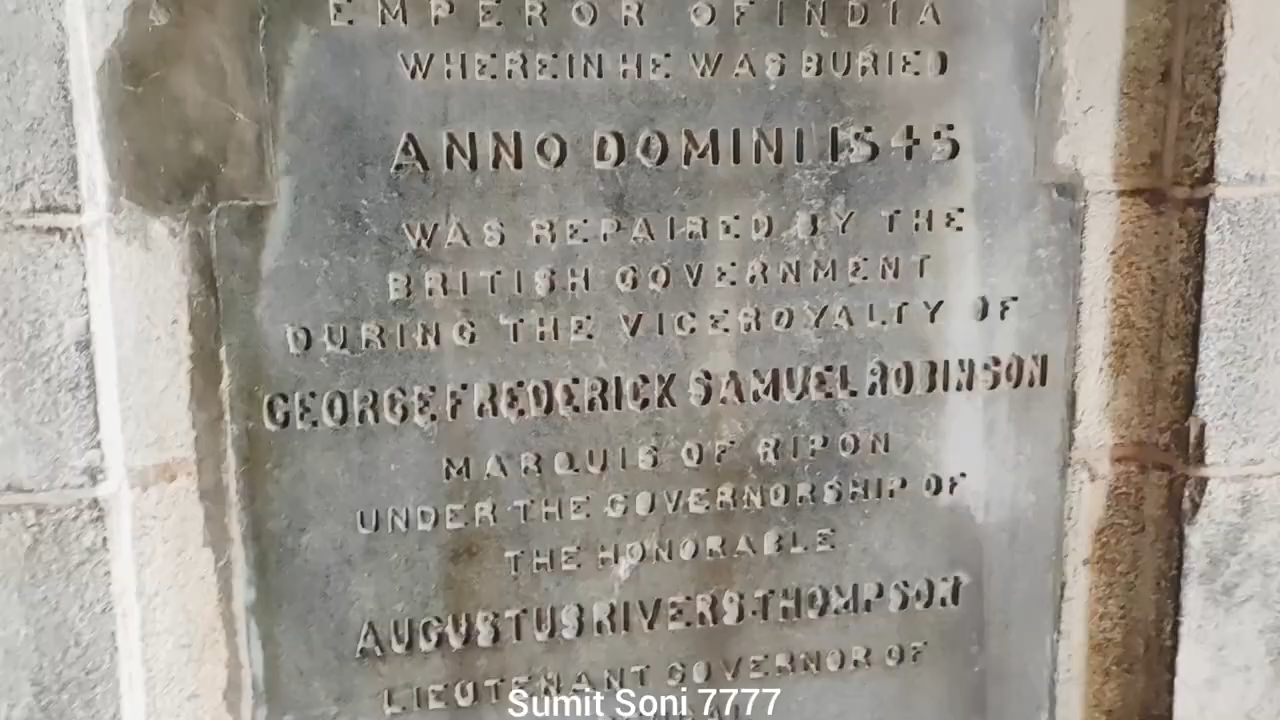 EMPEROR OF INDIA
WHEREIN HE WAS BURIED
ANNO DOMINI 1545
WAS REPAIRED BY THE
BRITISH GOVERNMENT
DURING THE VICEROYALTY OF
GEORGE FREDERICK SAMUEL ROBINSON
MARQUIS OF RIPON
UNDER THE GOVERNORSHIP OF
THE HONORABLE
AUGUSTUS RIVERS THOMPSON
LIEUTENANT GOVERNOR OF
Sumit Soni 7777